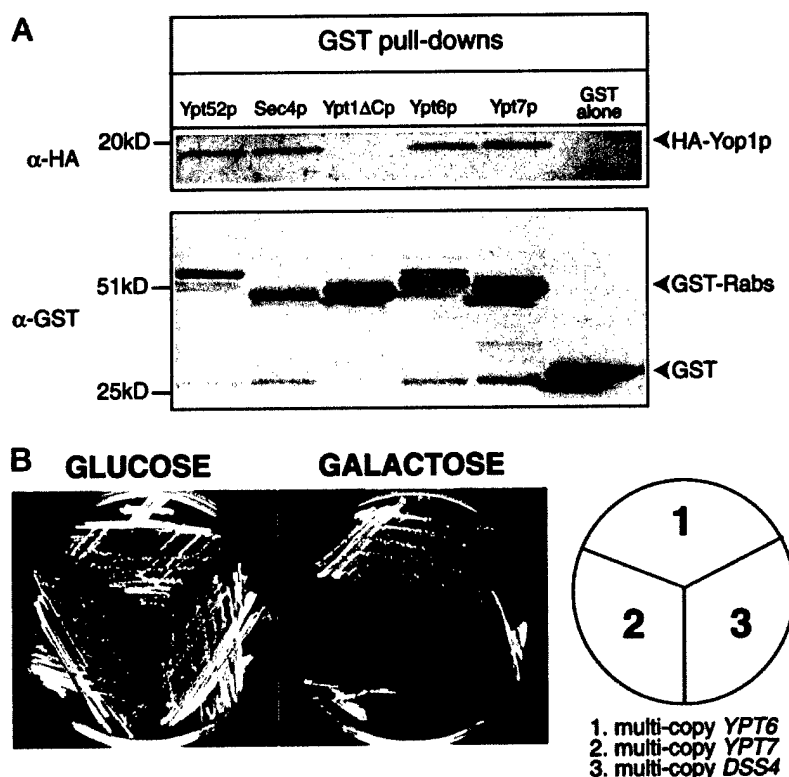 A
GST pull-downs
Ypt52p Sec4p Ypt1ΔCp Ypt6p Ypt7p GST alone
α-HA
20kD
HA-Yop1p
α-GST
51kD
GST-Rabs
25kD
GST
B
GLUCOSE GALACTOSE
1
2 3
1. multi-copy YPT6
2. multi-copy YPT7
3. multi-copy DSS4